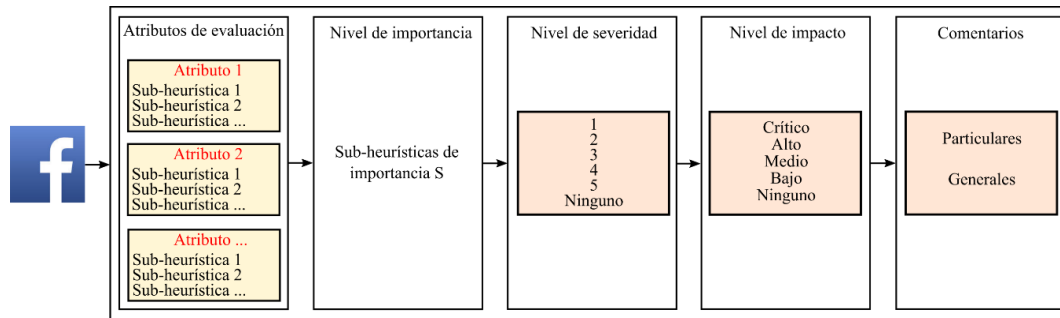 Atributos de evaluación
Atributo 1
Sub-heurística 1
Sub-heurística 2
Sub-heurística ...
Atributo 2
Sub-heurística 1
Sub-heurística 2
Sub-heurística ...
Atributo ...
Sub-heurística 1
Sub-heurística 2
Sub-heurística ...
Nivel de importancia
Sub-heurísticas de
importancia S
Nivel de severidad
1
2
3
4
5
Ninguno
Nivel de impacto
Crítico
Alto
Medio
Bajo
Ninguno
Comentarios
Particulares
Generales